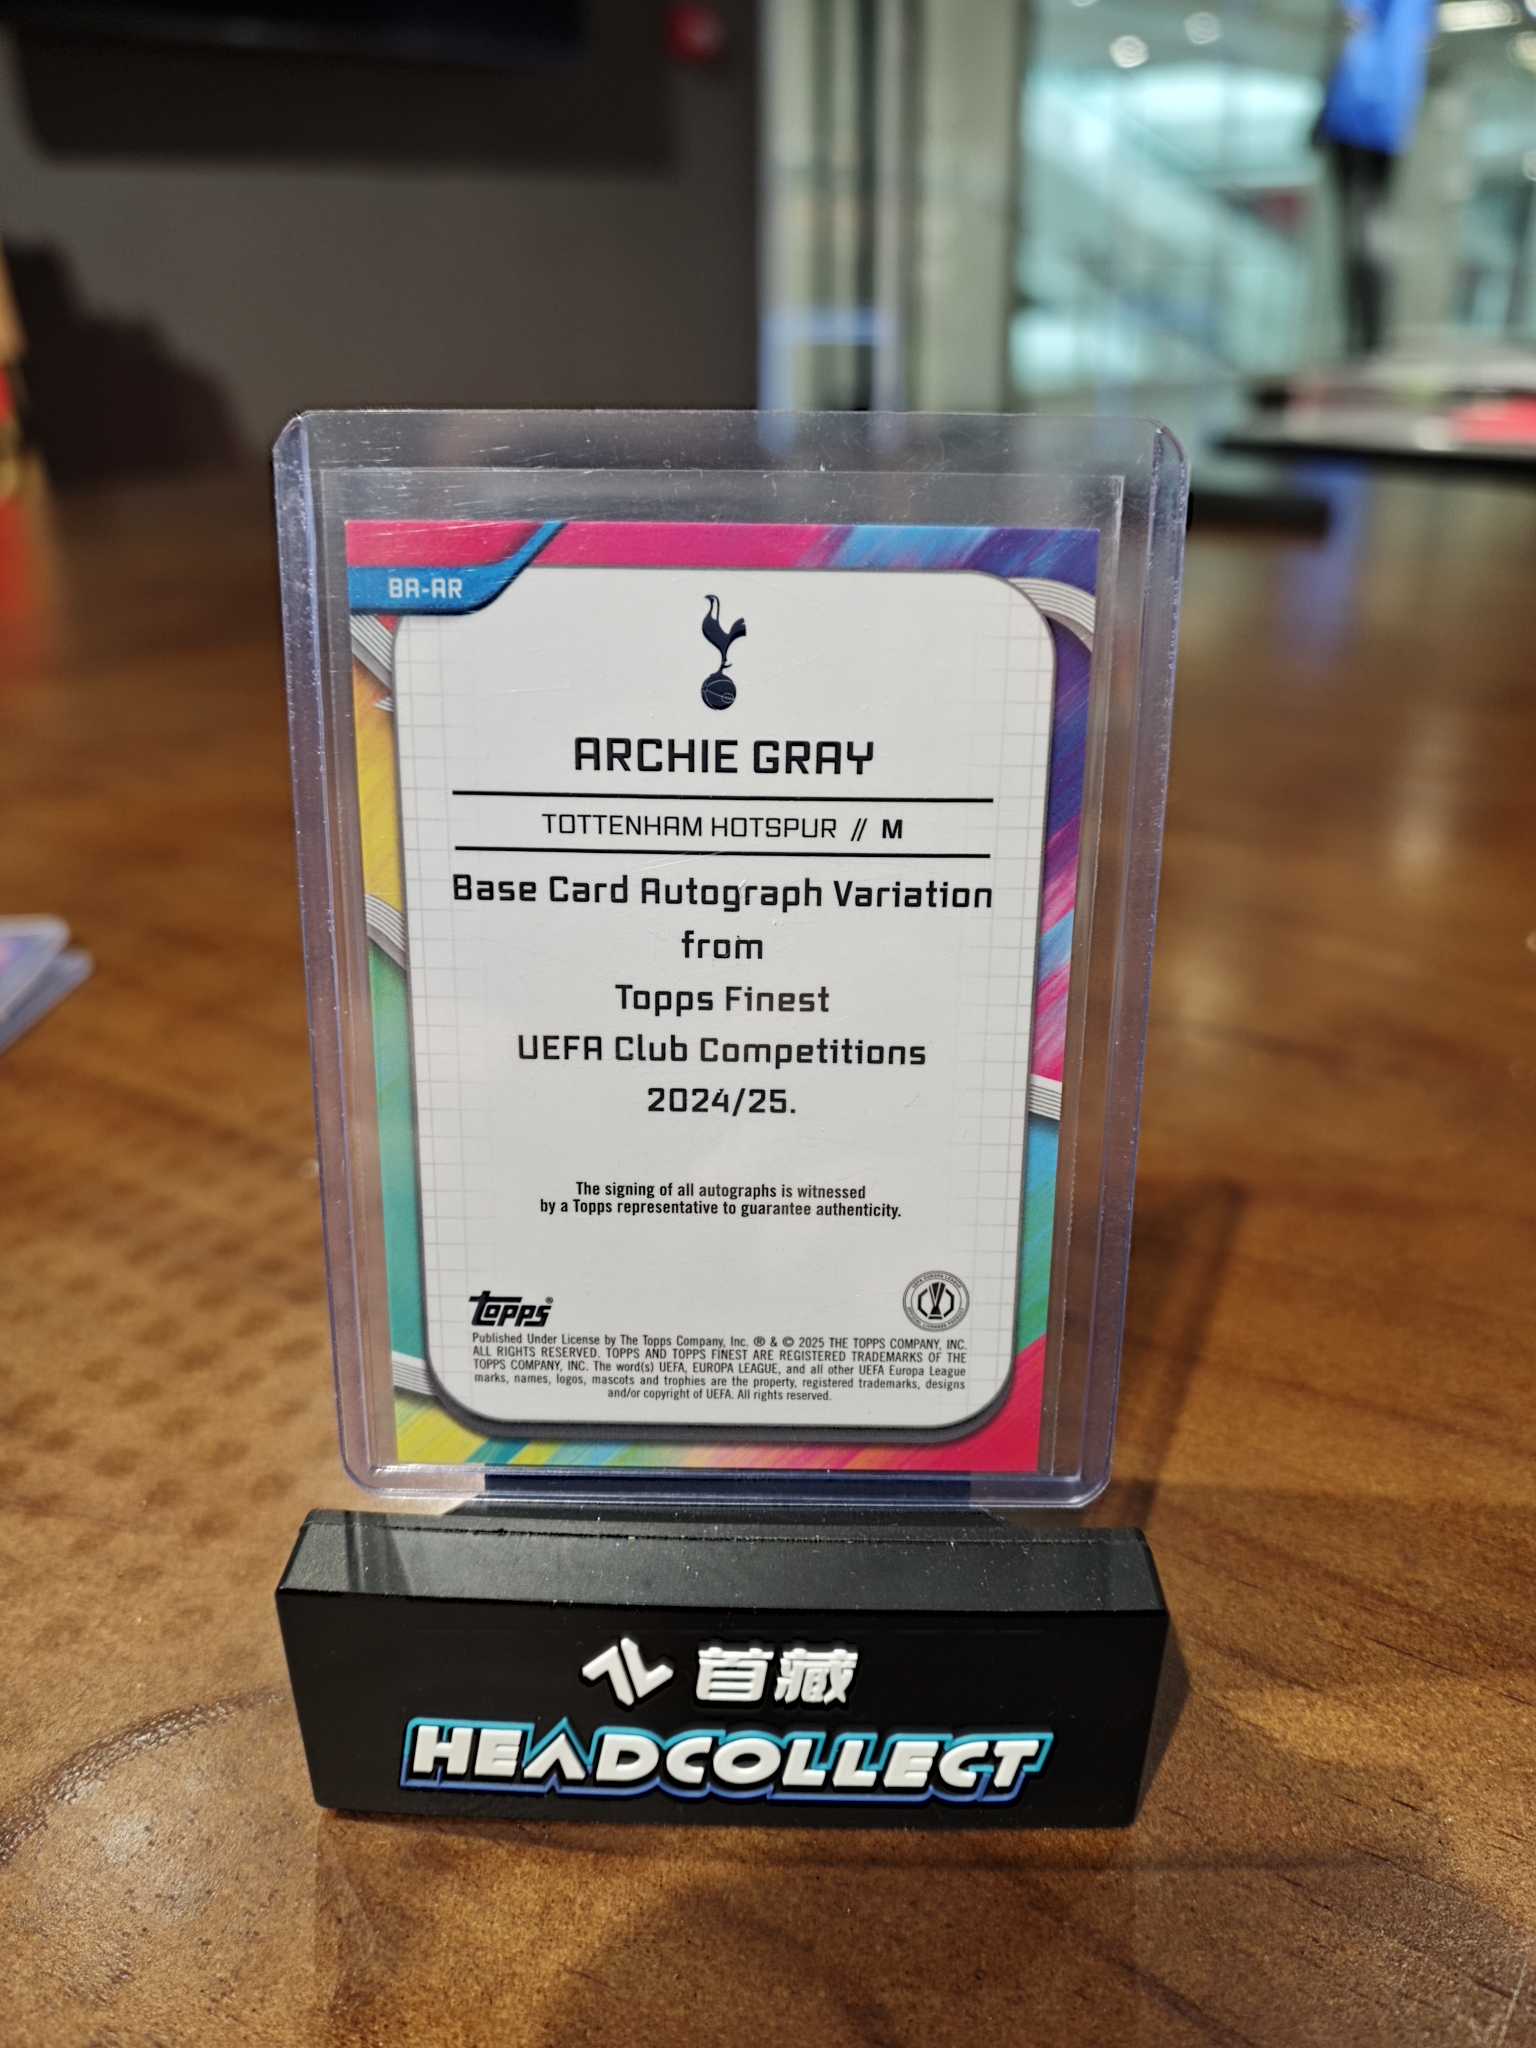 BA-AR
ARCHIE GRAY
TOTTENHAM HOTSPUR // M
Base Card Autograph Variation
from
Topps Finest
UEFA Club Competitions
2024/25.
The signing of all autographs is witnessed
by a Topps representative to guarantee authenticity.
topps®
Published Under License by The Topps Company, Inc. ® & © 2025 THE TOPPS COMPANY, INC.
ALL RIGHTS RESERVED. TOPPS AND TOPPS FINEST ARE REGISTERED TRADEMARKS OF THE
TOPPS COMPANY, INC. The word(s) UEFA, EUROPA LEAGUE, and all other UEFA Europa League
marks, names, logos, mascots and trophies are the property, registered trademarks, designs
and/or copyright of UEFA. All rights reserved.
首藏
HEADCOLLECT